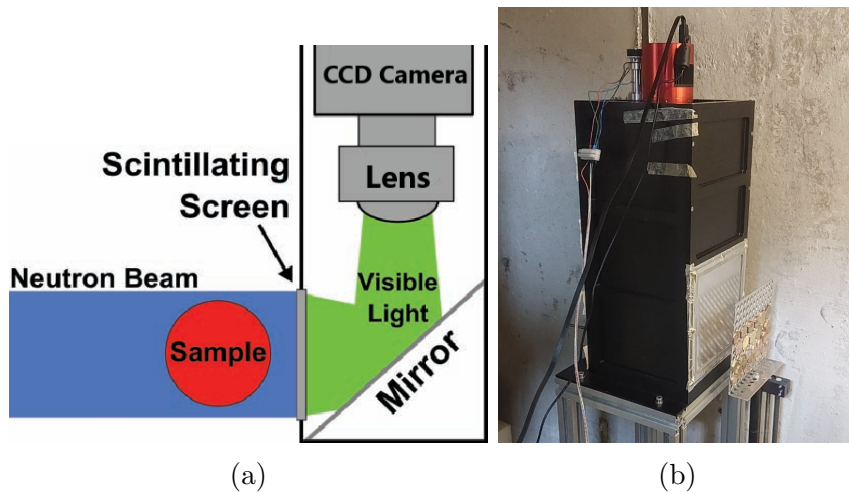 CCD Camera
Scintillating
Screen
Lens
Neutron Beam
Visible
Light
Sample
Mirror
(a)
(b)